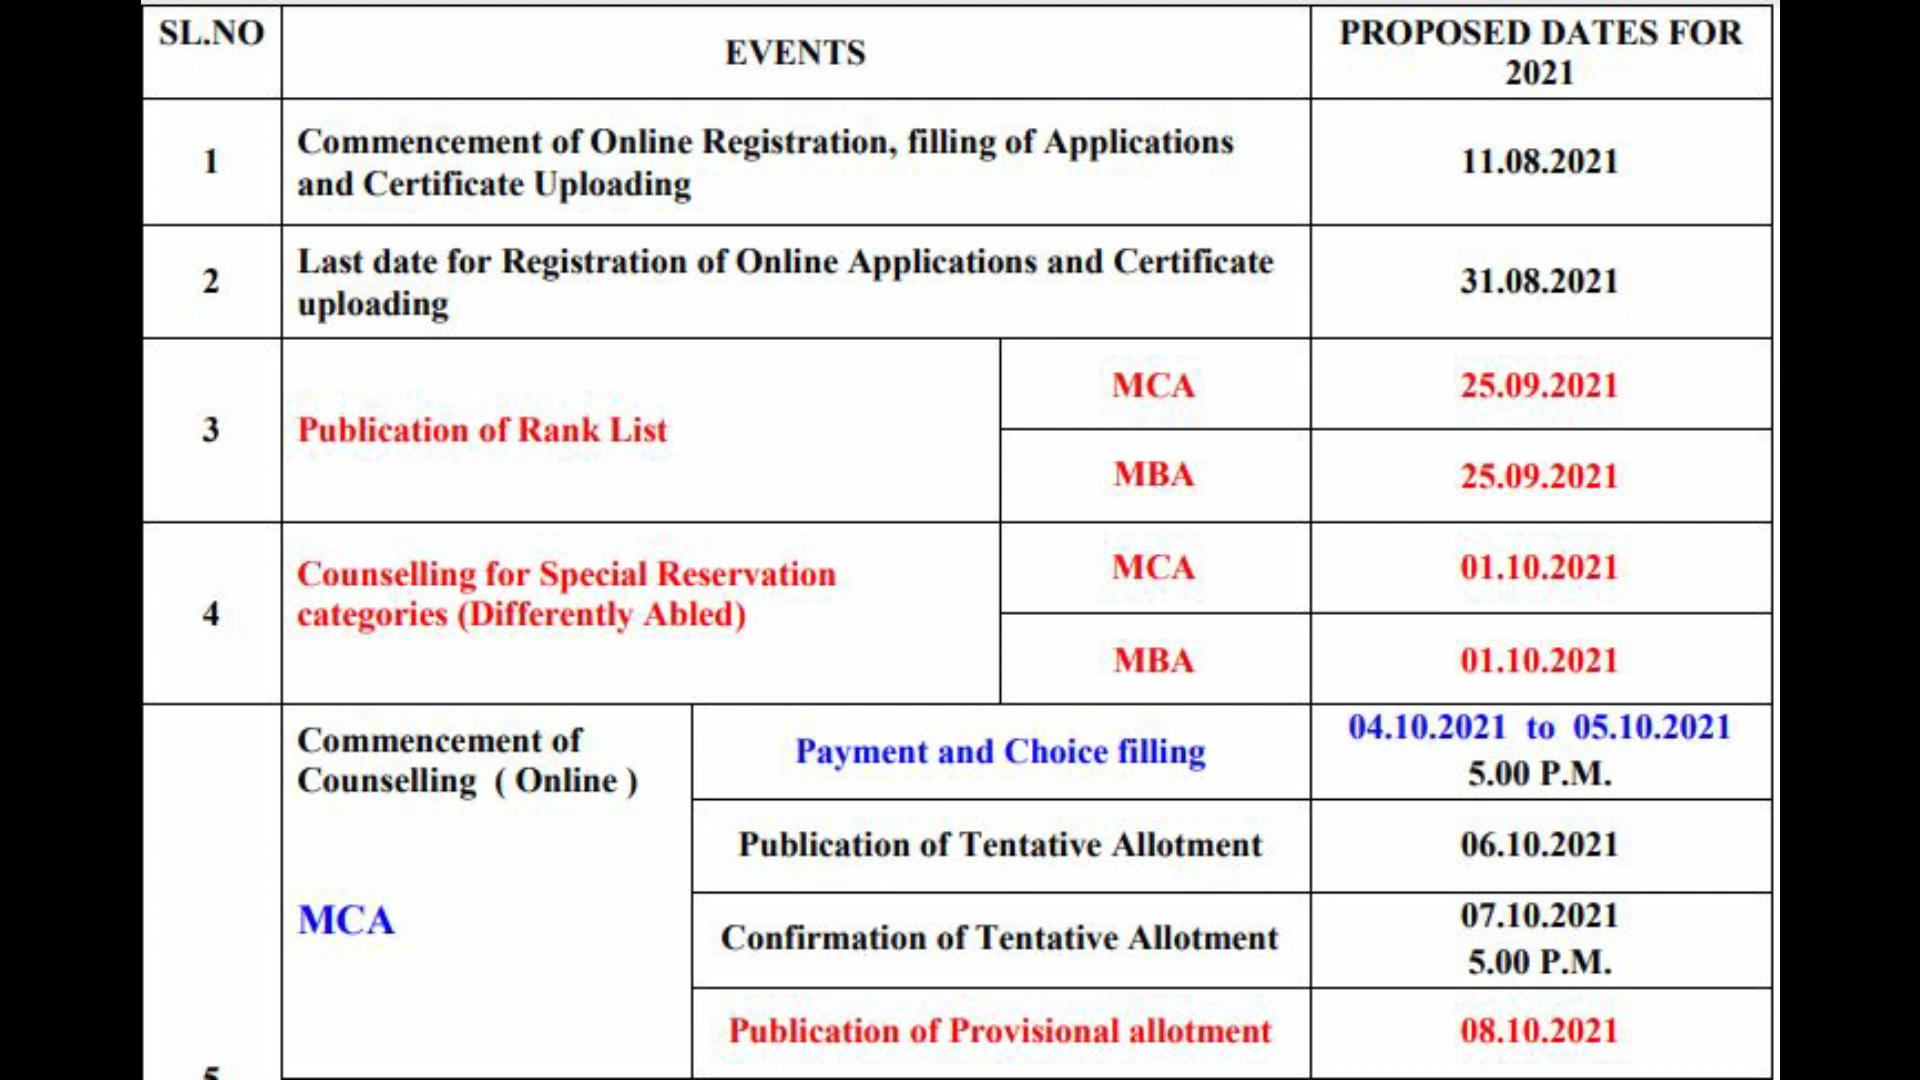 SL.NO
EVENTS
PROPOSED DATES FOR
2021
1
Commencement of Online Registration, filling of Applications
and Certificate Uploading
11.08.2021
2
Last date for Registration of Online Applications and Certificate
uploading
31.08.2021
3
Publication of Rank List
MCA
25.09.2021
MBA
25.09.2021
4
Counselling for Special Reservation
categories (Differently Abled)
MCA
01.10.2021
MBA
01.10.2021
5
Commencement of
Counselling ( Online )
MCA
Payment and Choice filling
04.10.2021 to 05.10.2021
5.00 P.M.
Publication of Tentative Allotment
06.10.2021
Confirmation of Tentative Allotment
07.10.2021
5.00 P.M.
Publication of Provisional allotment
08.10.2021